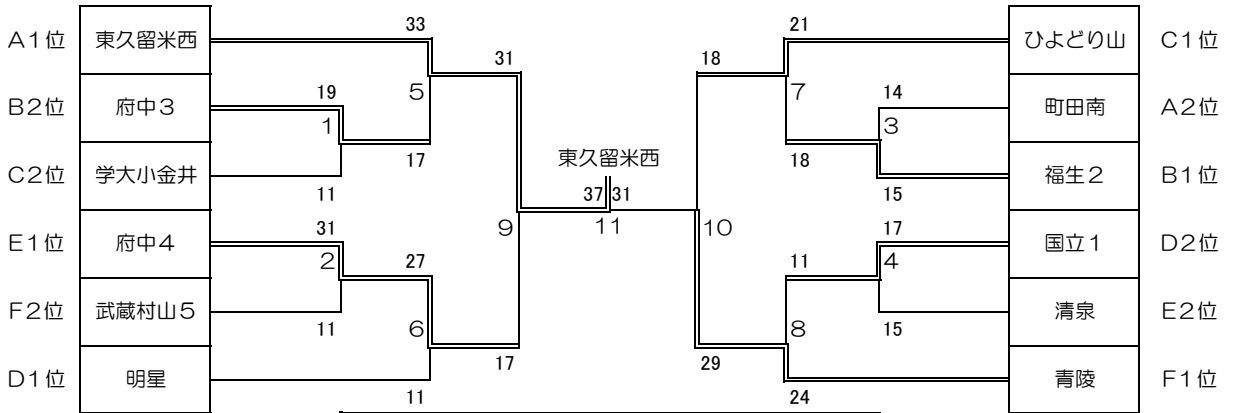 33 21
A1位 東久留米西 ひよどり山 C1位
31 18
5 7
19 14
B2位 府中3 町田南 A2位
1 3
東久留米西
17 18
C2位 学大小金井 福生2 B1位
11 37 31 15
9 11 10
31 17
E1位 府中4 国立1 D2位
2 27 11 4
F2位 武蔵村山5 清泉 E2位
11 6 8 15
17 29
D1位 明星 青陵 F1位
11 24